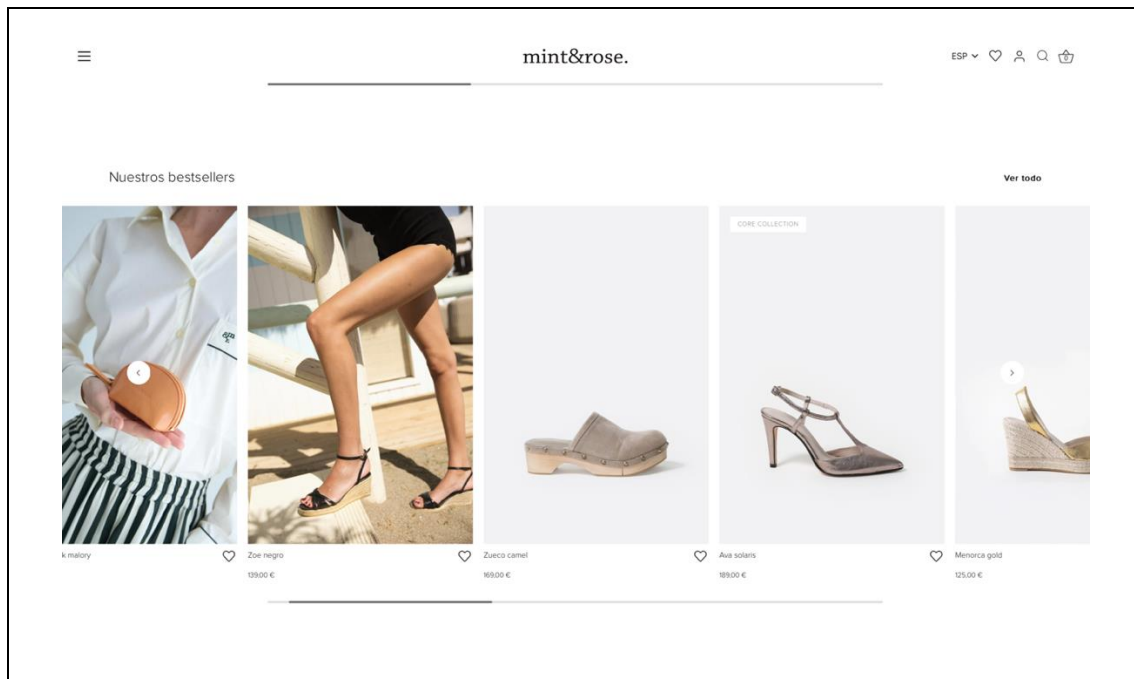 mint&rose.
ESP
0
Nuestros bestsellers
Ver todo
CORE COLLECTION
k malory
Zoe negro
Zueco camel
Ava solaris
Menorca gold
139,00 €
169,00 €
189,00 €
125,00 €